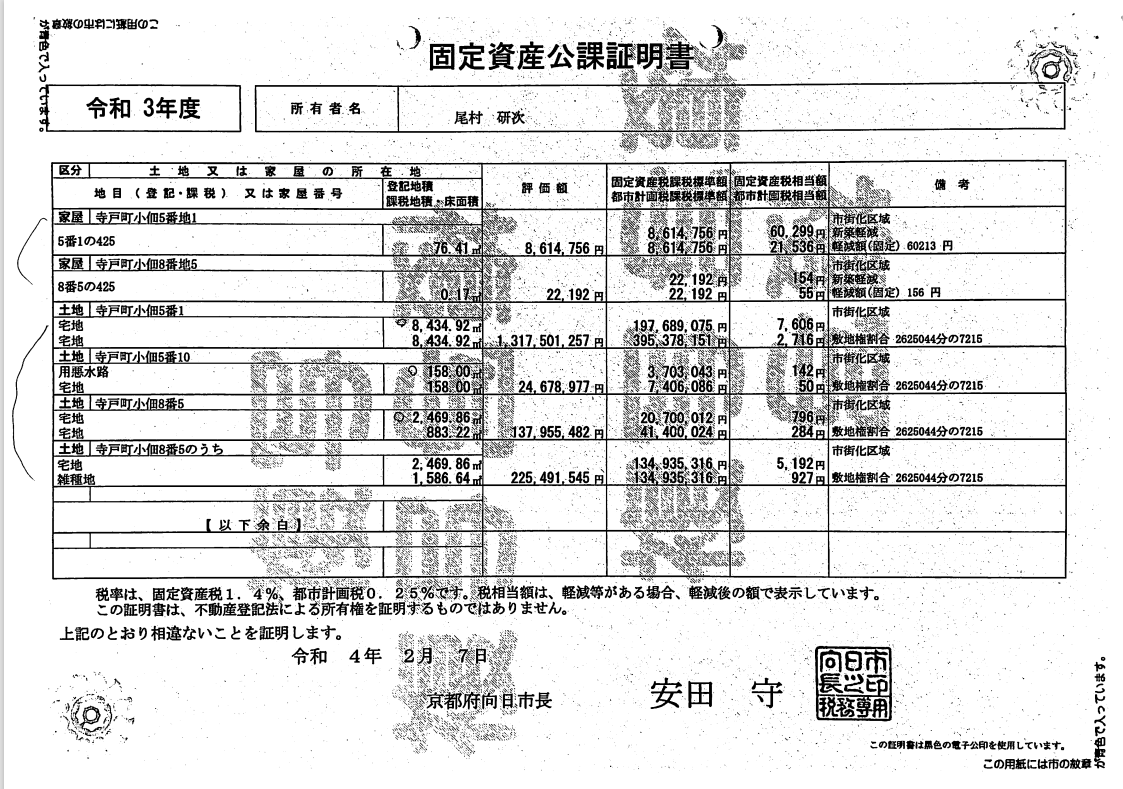 この用紙には市の紋章
が青色で入っています。
固定資産公課証明書
令和 3年度
所有者名
尾村 研次
区分 土地又は家屋の所在地
地目(登記・課税)又は家屋番号
登記地積
課税地積・床面積
評価額
固定資産税課税標準額
都市計画税課税標準額
固定資産税相当額
都市計画税相当額
備考
家屋 寺戸町小佃5番地1 市街化区域
8,614,756円 60,299円 新築軽減
5番1の425 76.41㎡ 8,614,756円 8,614,756円 21,536円 軽減額(固定) 60213 円
家屋 寺戸町小佃8番地5 市街化区域
22,192円 154円 新築軽減
8番5の425 0.17㎡ 22,192円 22,192円 55円 軽減額(固定) 156 円
土地 寺戸町小佃5番1 市街化区域
宅地 8,434.92㎡ 197,689,075円 7,606円
宅地 8,434.92㎡ 1,317,501,257円 395,378,151円 2,716円 敷地権割合 2625044分の7215
土地 寺戸町小佃5番10 市街化区域
用悪水路 158.00㎡ 3,703,043円 142円
宅地 158.00㎡ 24,678,977円 7,406,086円 50円 敷地権割合 2625044分の7215
土地 寺戸町小佃8番5 市街化区域
宅地 2,469.86㎡ 20,700,012円 796円
宅地 883.22㎡ 137,955,482円 41,400,024円 284円 敷地権割合 2625044分の7215
土地 寺戸町小佃8番5のうち 市街化区域
宅地 2,469.86㎡ 134,935,316円 5,192円
雑種地 1,586.64㎡ 225,491,545円 134,935,316円 927円 敷地権割合 2625044分の7215
【以下余白】
税率は、固定資産税1.4%、都市計画税0.25%です。税相当額は、軽減等がある場合、軽減後の額で表示しています。
この証明書は、不動産登記法による所有権を証明するものではありません。
上記のとおり相違ないことを証明します。
令和 4年 2月 7日
京都府向日市長 安田 守
向日市長之印税務専用
この証明書は黒色の電子公印を使用しています。
この用紙には市の紋章
が青色で入っています。